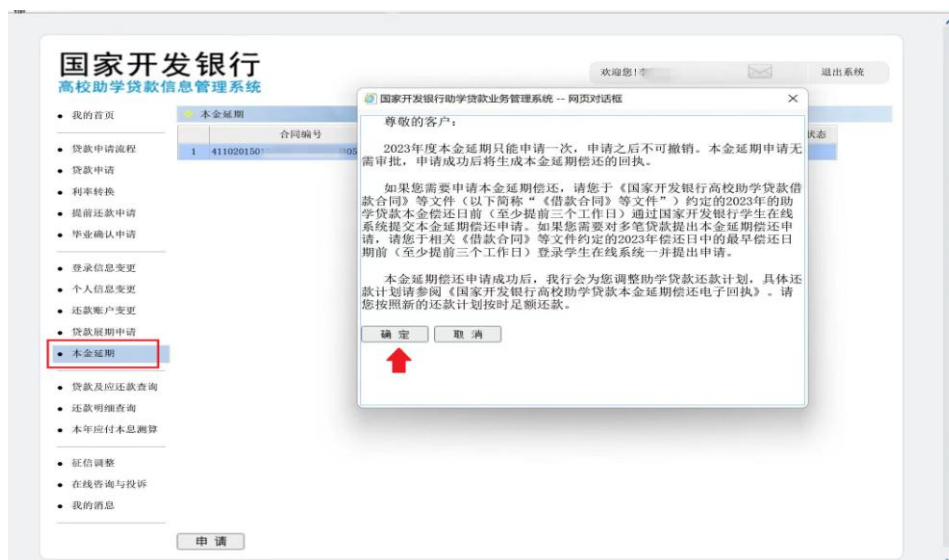 国家开发银行
高校助学贷款信息管理系统
欢迎您!
退出系统
我的首页
贷款申请流程
贷款申请
利率转换
提前还款申请
毕业确认申请
登录信息变更
个人信息变更
还款账户变更
贷款展期申请
本金延期
贷款及应还款查询
还款明细查询
本年应付本息测算
征信调整
在线咨询与投诉
我的消息
本金延期
合同编号
状态
1 411020150
国家开发银行助学贷款业务管理系统 -- 网页对话框
尊敬的客户:
2023年度本金延期只能申请一次,申请之后不可撤销。本金延期申请无
需审批,申请成功后将生成本金延期偿还的回执。
如果您需要申请本金延期偿还,请您于《国家开发银行高校助学贷款借
款合同》等文件(以下简称“《借款合同》等文件”)约定的2023年的助
学贷款本金偿还日前(至少提前三个工作日)通过国家开发银行学生在线
系统提交本金延期偿还申请。如果您需要对多笔贷款提出本金延期偿还申
请,请您于相关《借款合同》等文件约定的2023年偿还日中的最早偿还日
期前(至少提前三个工作日)登录学生在线系统一并提出申请。
本金延期偿还申请成功后,我行会为您调整助学贷款还款计划,具体还
款计划请参阅《国家开发银行高校助学贷款本金延期偿还电子回执》。请
您按照新的还款计划按时足额还款。
确 定
取 消
申 请